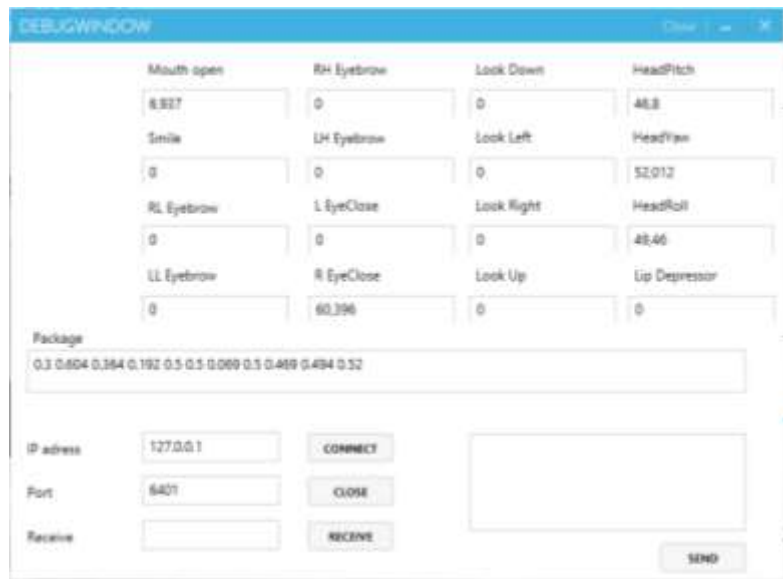 DEBUGWINDOW Clear
Mouth open RH Eyebrow Look Down HeadPitch
8,937 0 0 46,8
Smile LH Eyebrow Look Left HeadYaw
0 0 0 52,012
RL Eyebrow L EyeClose Look Right HeadRoll
0 0 0 49,46
LL Eyebrow R EyeClose Look Up Lip Depressor
0 60,396 0 0
Package
0.3 0.604 0.364 0.192 0.5 0.5 0.069 0.5 0.469 0.494 0.52
IP adress 127.0.0.1 CONNECT
Port 6401 CLOSE
Receive RECEIVE
SEND